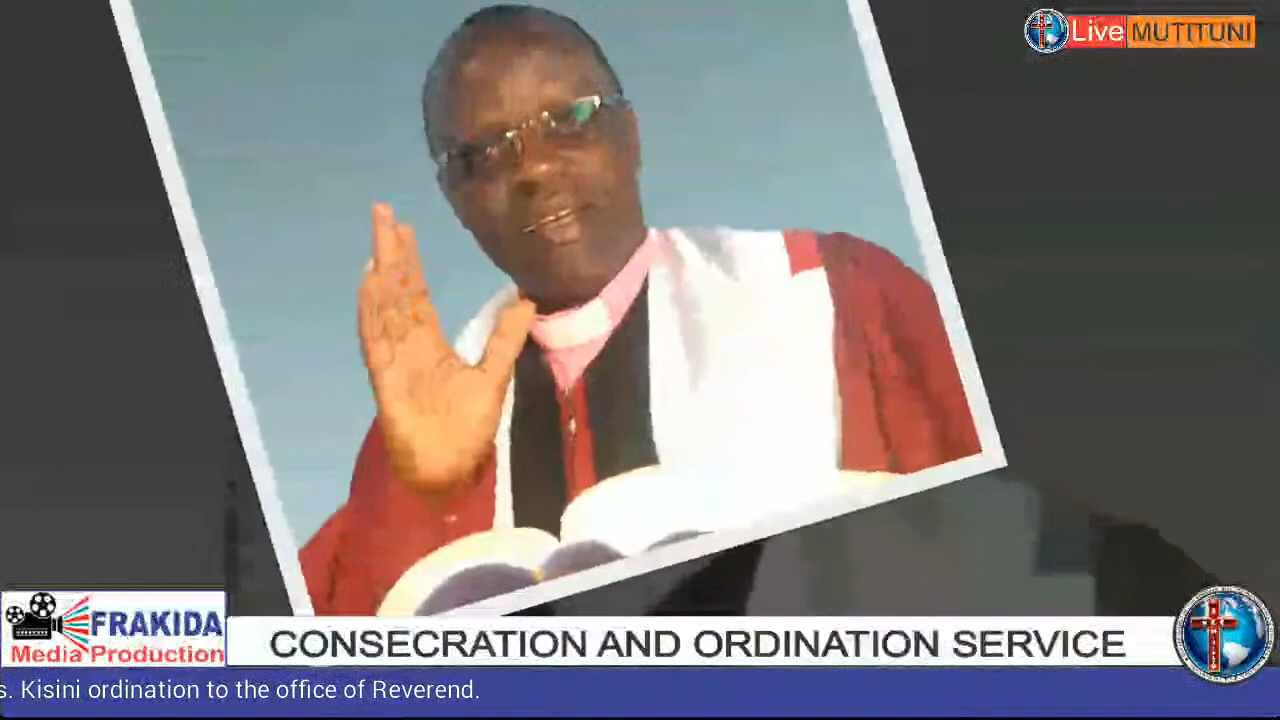 Live MUTITUNI
FRAKIDA
Media Production
CONSECRATION AND ORDINATION SERVICE
s. Kisini ordination to the office of Reverend.